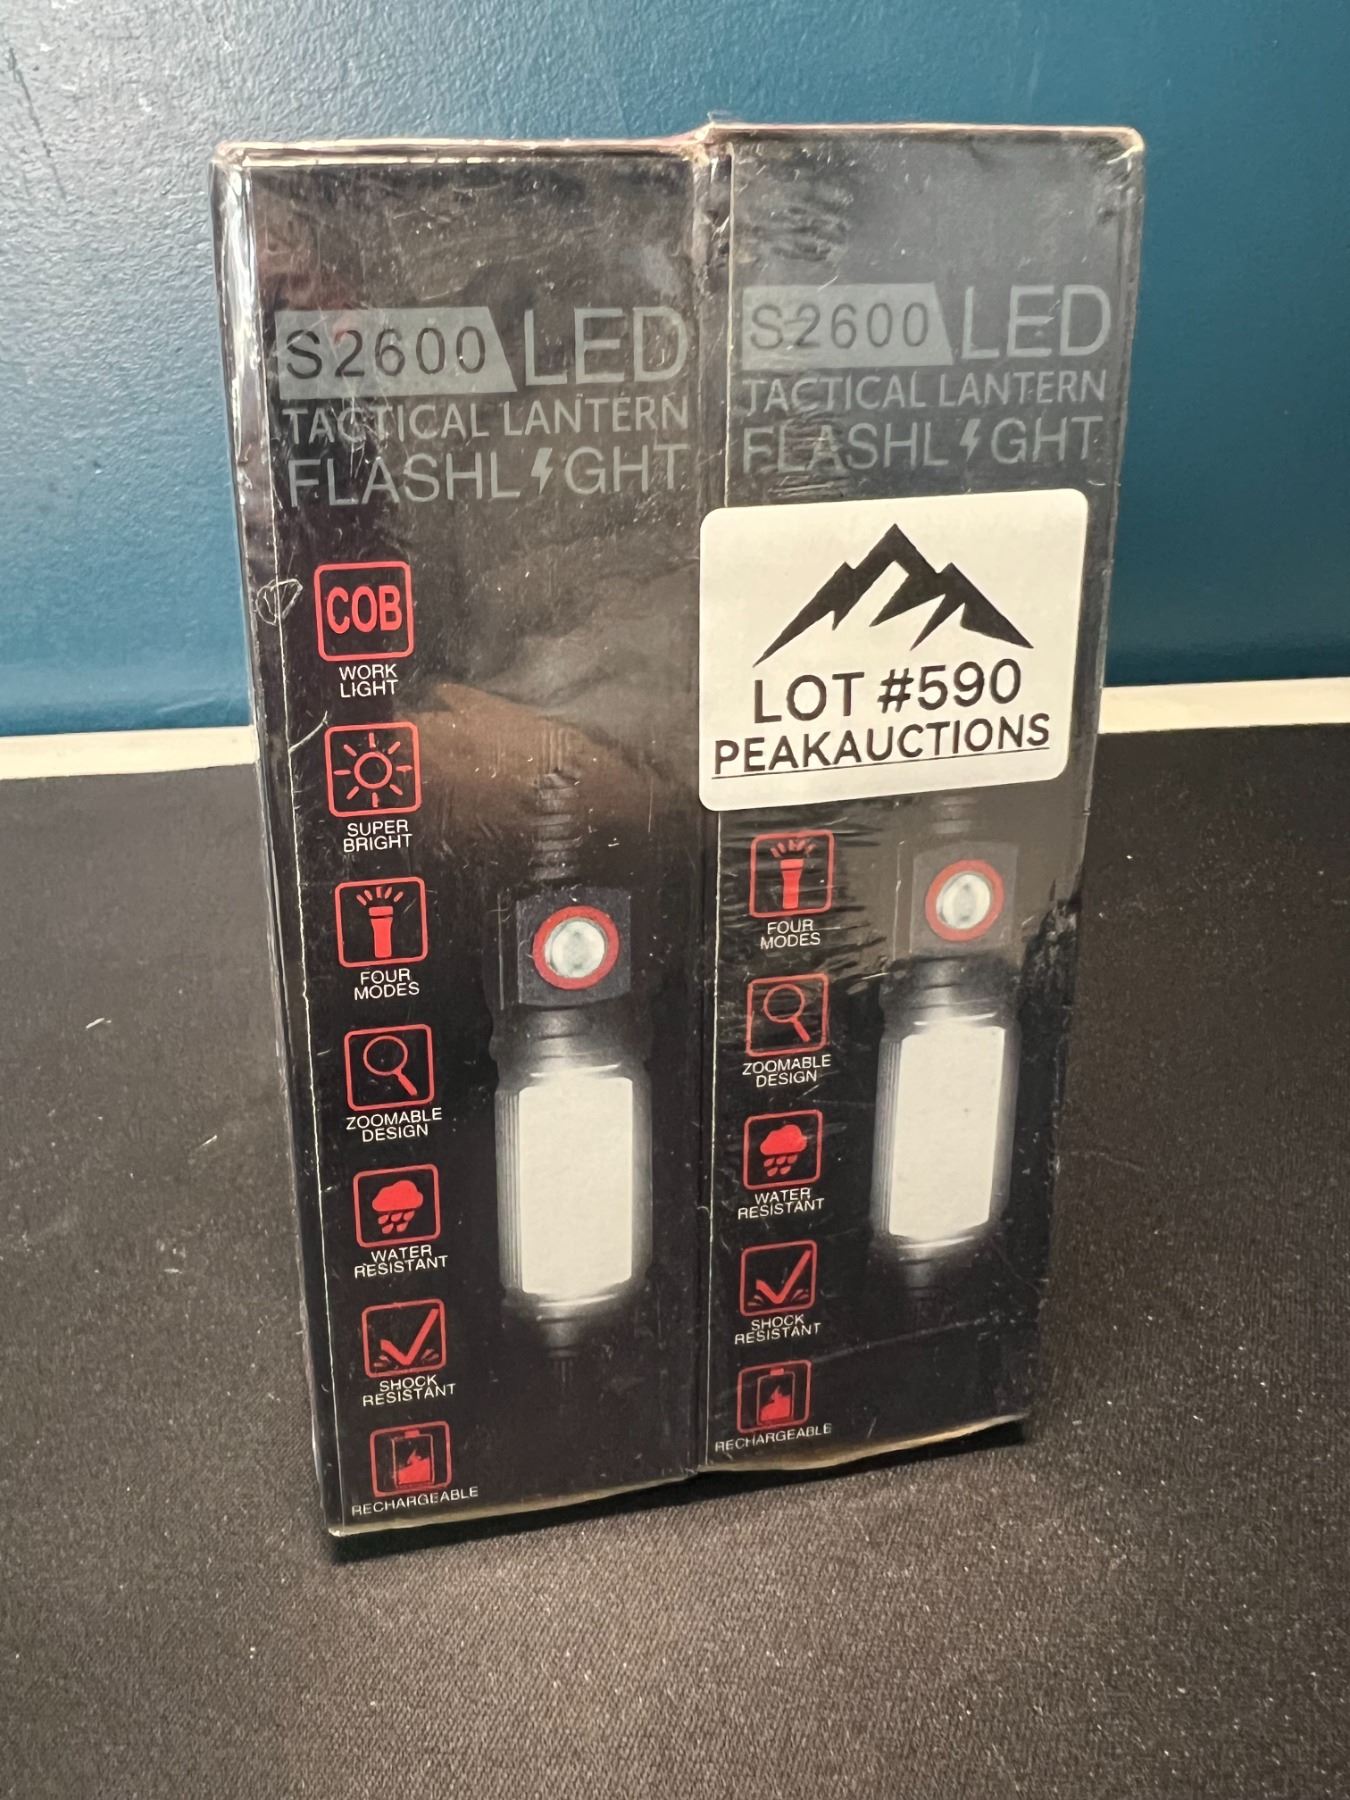 S2600 LED
TACTICAL LANTERN
FLASHL GHT
COB
WORK
LIGHT
SUPER
BRIGHT
FOUR
MODES
ZOOMABLE
DESIGN
WATER
RESISTANT
SHOCK
RESISTANT
RECHARGEABLE
S2600 LED
TACTICAL LANTERN
FLASHL GHT
LOT #590
PEAKAUCTIONS
FOUR
MODES
ZOOMABLE
DESIGN
WATER
RESISTANT
SHOCK
RESISTANT
RECHARGEABLE